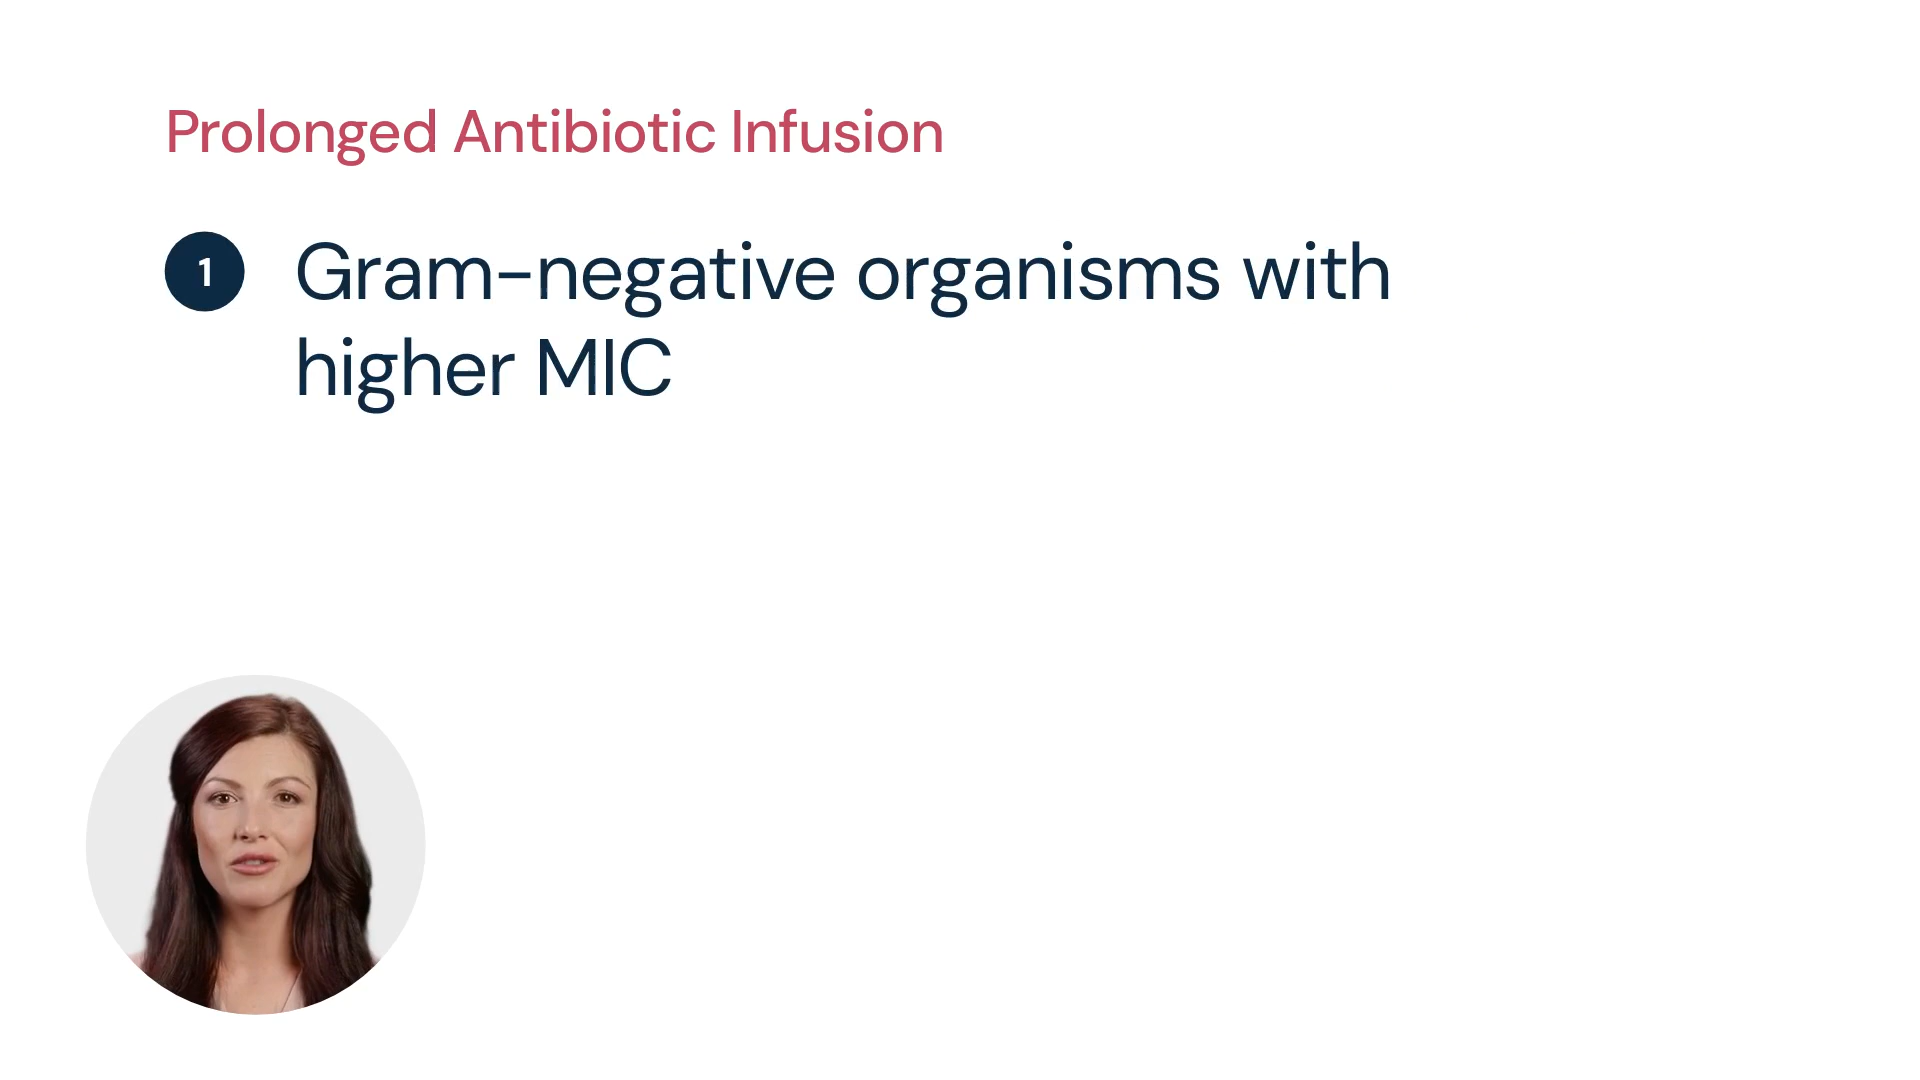 Prolonged Antibiotic Infusion
1 Gram-negative organisms with
higher MIC